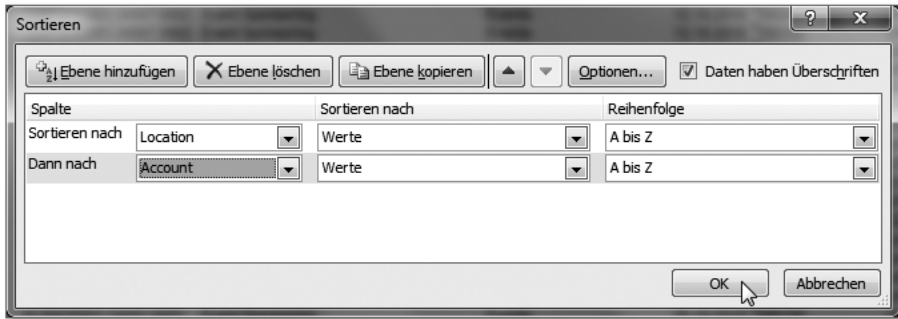 Sortieren
Ebene hinzufügen Ebene löschen Ebene kopieren Optionen... Daten haben Überschriften
Spalte Sortieren nach Reihenfolge
Sortieren nach Location Werte A bis Z
Dann nach Account Werte A bis Z
OK Abbrechen